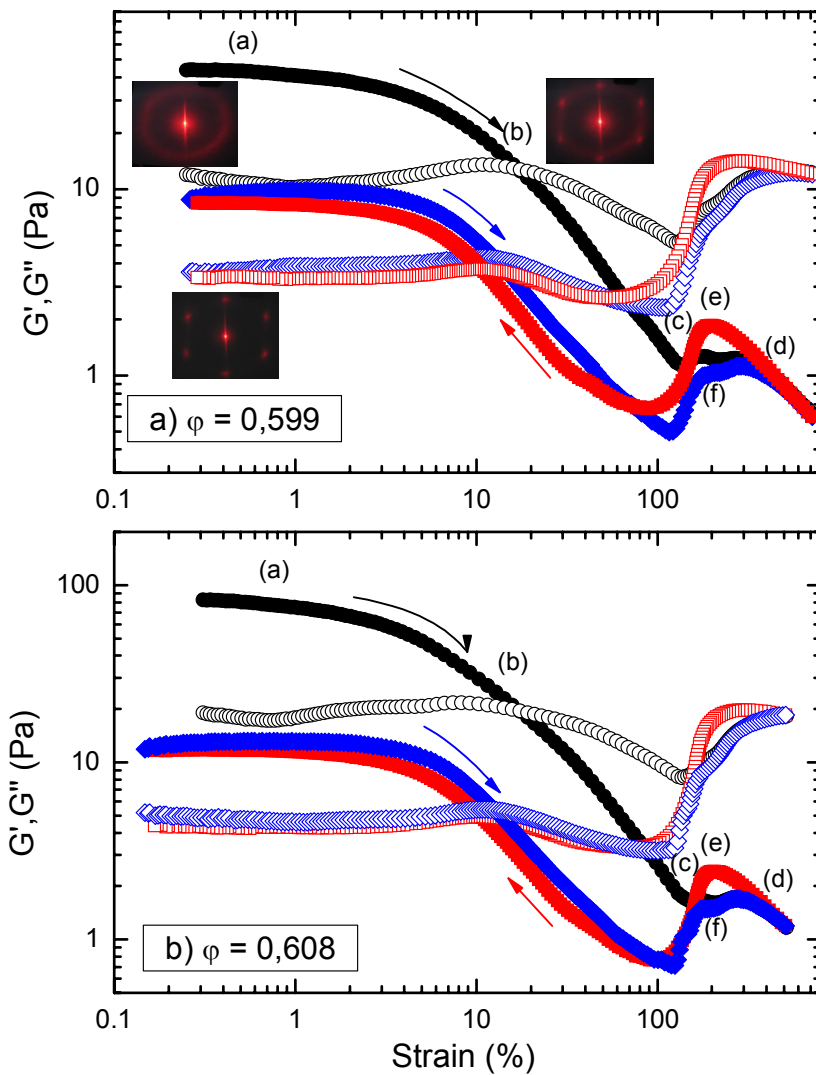 (a)
(b)
10
G',G'' (Pa)
(e)
(c)
(d)
1
(f)
a) φ = 0,599
0.1
1
10
100
(a)
100
(b)
G',G'' (Pa)
10
(e)
(c)
(d)
(f)
1
b) φ = 0,608
0.1
1
10
100
Strain (%)